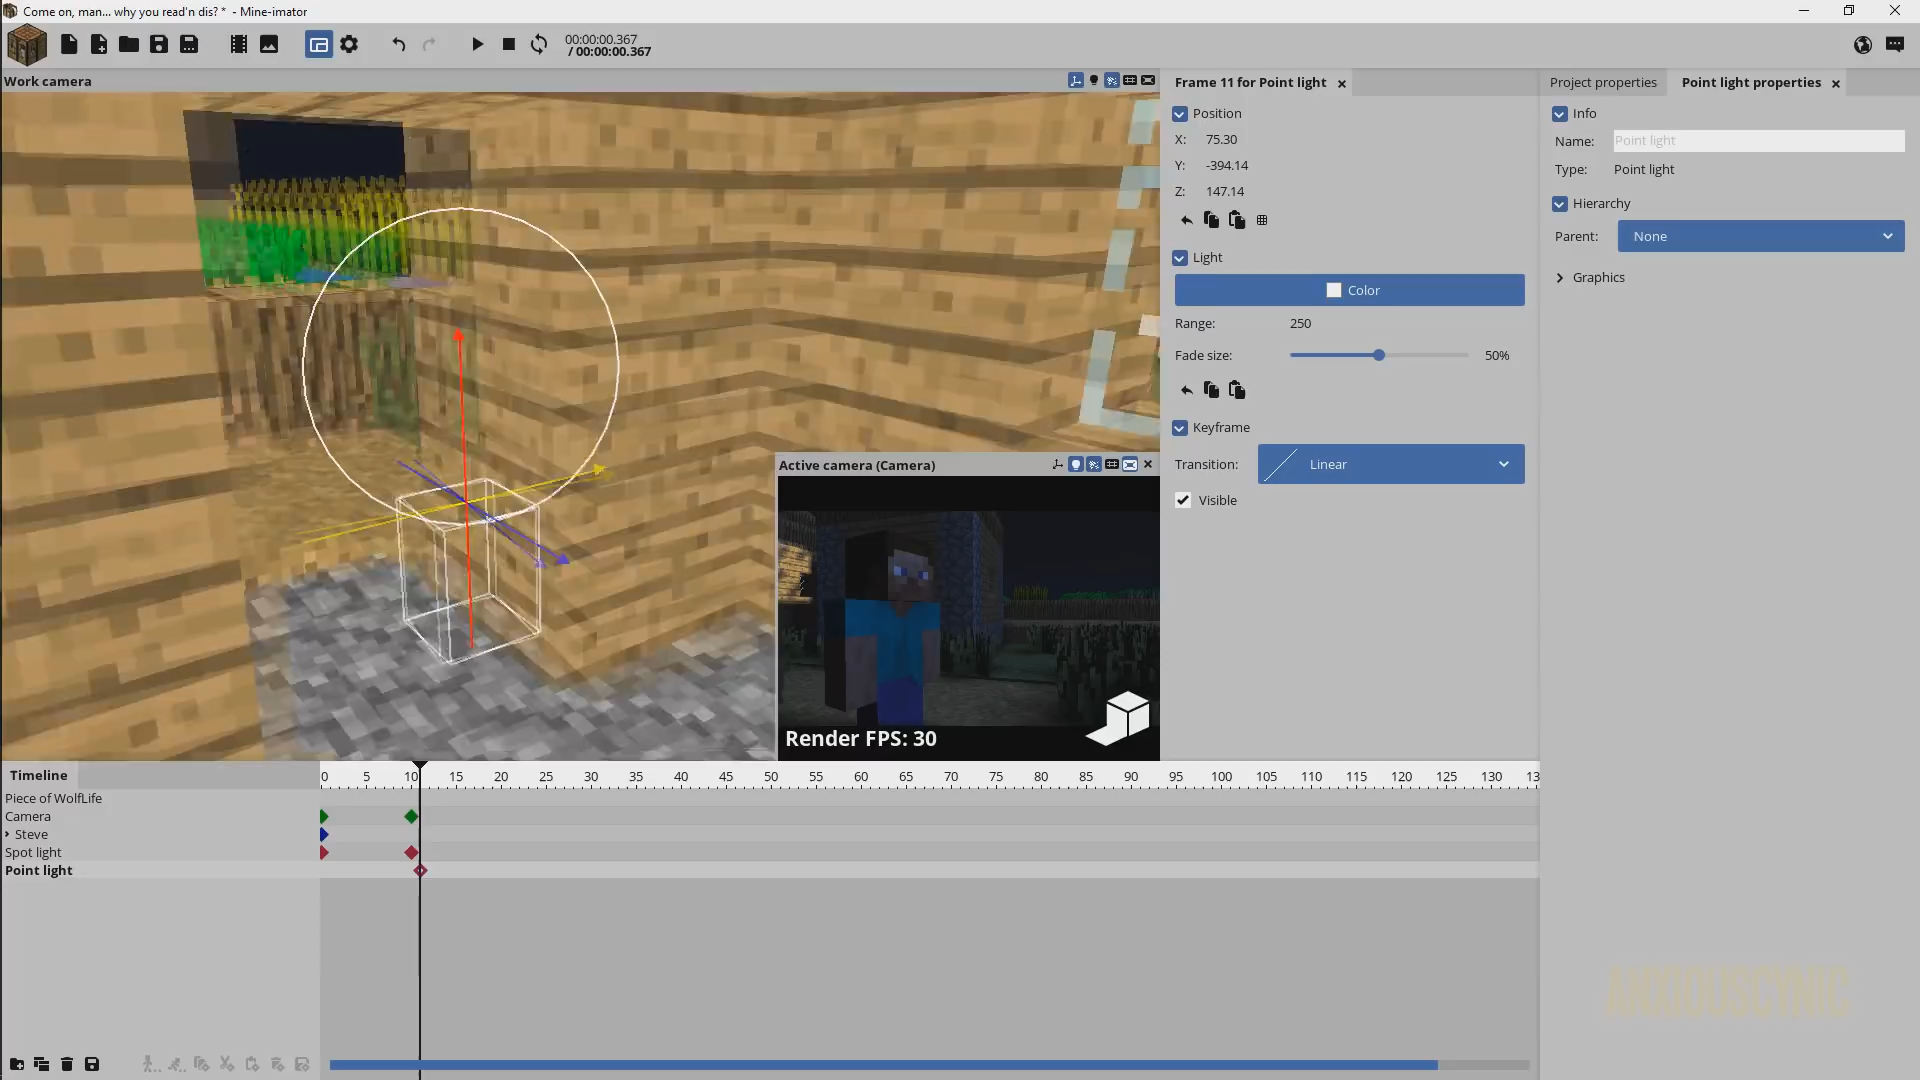 Come on, man... why you read'n dis? * - Mine-imator
00:00:00.367
/ 00:00:00.367
Work camera
Frame 11 for Point light
Position
X: 75.30
Y: -394.14
Z: 147.14
Light
Color
Range: 250
Fade size: 50%
Keyframe
Transition: Linear
Visible
Project properties
Point light properties
Info
Name: Point light
Type: Point light
Hierarchy
Parent: None
Graphics
Active camera (Camera)
Render FPS: 30
Timeline
0 5 10 15 20 25 30 35 40 45 50 55 60 65 70 75 80 85 90 95 100 105 110 115 120 125 130 13
Piece of WolfLife
Camera
Steve
Spot light
Point light
ANXIOUSCYNIC